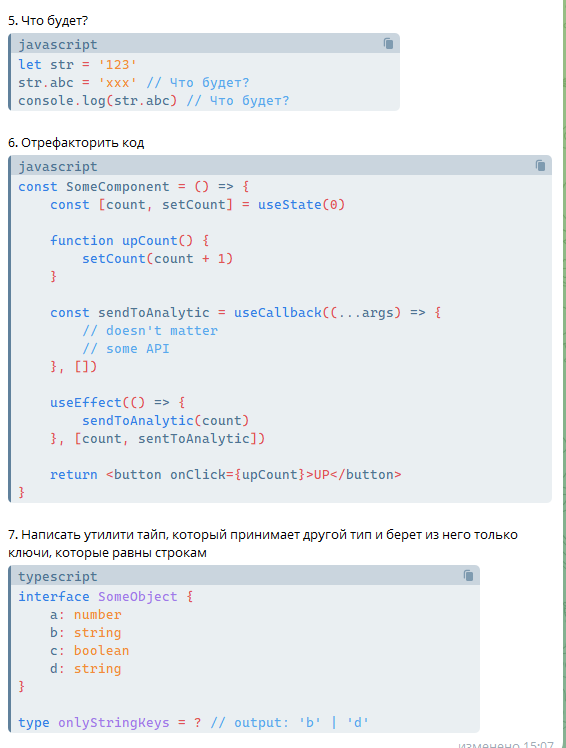 5. Что будет?
javascript
let str = '123'
str.abc = 'xxx' // Что будет?
console.log(str.abc) // Что будет?
6. Отрефакторить код
javascript
const SomeComponent = () => {
    const [count, setCount] = useState(0)

    function upCount() {
        setCount(count + 1)
    }

    const sendToAnalytic = useCallback((...args) => {
        // doesn't matter
        // some API
    }, [])

    useEffect(() => {
        sendToAnalytic(count)
    }, [count, sentToAnalytic])

    return <button onClick={upCount}>UP</button>
}
7. Написать утилити тайп, который принимает другой тип и берет из него только
ключи, которые равны строкам
typescript
interface SomeObject {
    a: number
    b: string
    c: boolean
    d: string
}

type onlyStringKeys = ? // output: 'b' | 'd'
изменено 15:07